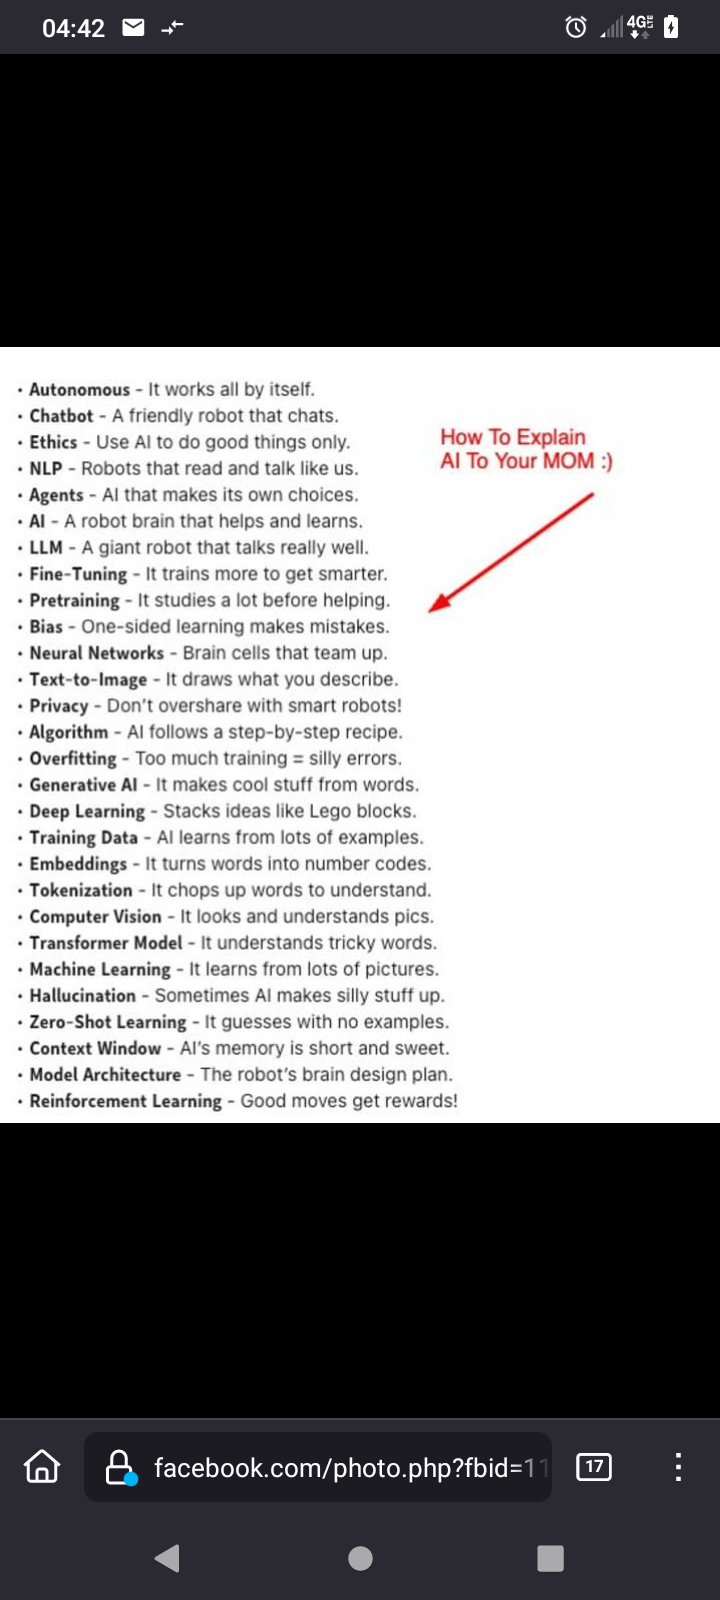 04:42
4G LTE
• Autonomous - It works all by itself.
• Chatbot - A friendly robot that chats.
• Ethics - Use AI to do good things only.
• NLP - Robots that read and talk like us.
• Agents - AI that makes its own choices.
• AI - A robot brain that helps and learns.
• LLM - A giant robot that talks really well.
• Fine-Tuning - It trains more to get smarter.
• Pretraining - It studies a lot before helping.
• Bias - One-sided learning makes mistakes.
• Neural Networks - Brain cells that team up.
• Text-to-Image - It draws what you describe.
• Privacy - Don't overshare with smart robots!
• Algorithm - AI follows a step-by-step recipe.
• Overfitting - Too much training = silly errors.
• Generative AI - It makes cool stuff from words.
• Deep Learning - Stacks ideas like Lego blocks.
• Training Data - AI learns from lots of examples.
• Embeddings - It turns words into number codes.
• Tokenization - It chops up words to understand.
• Computer Vision - It looks and understands pics.
• Transformer Model - It understands tricky words.
• Machine Learning - It learns from lots of pictures.
• Hallucination - Sometimes AI makes silly stuff up.
• Zero-Shot Learning - It guesses with no examples.
• Context Window - AI's memory is short and sweet.
• Model Architecture - The robot's brain design plan.
• Reinforcement Learning - Good moves get rewards!
How To Explain
AI To Your MOM :)
facebook.com/photo.php?fbid=11
17